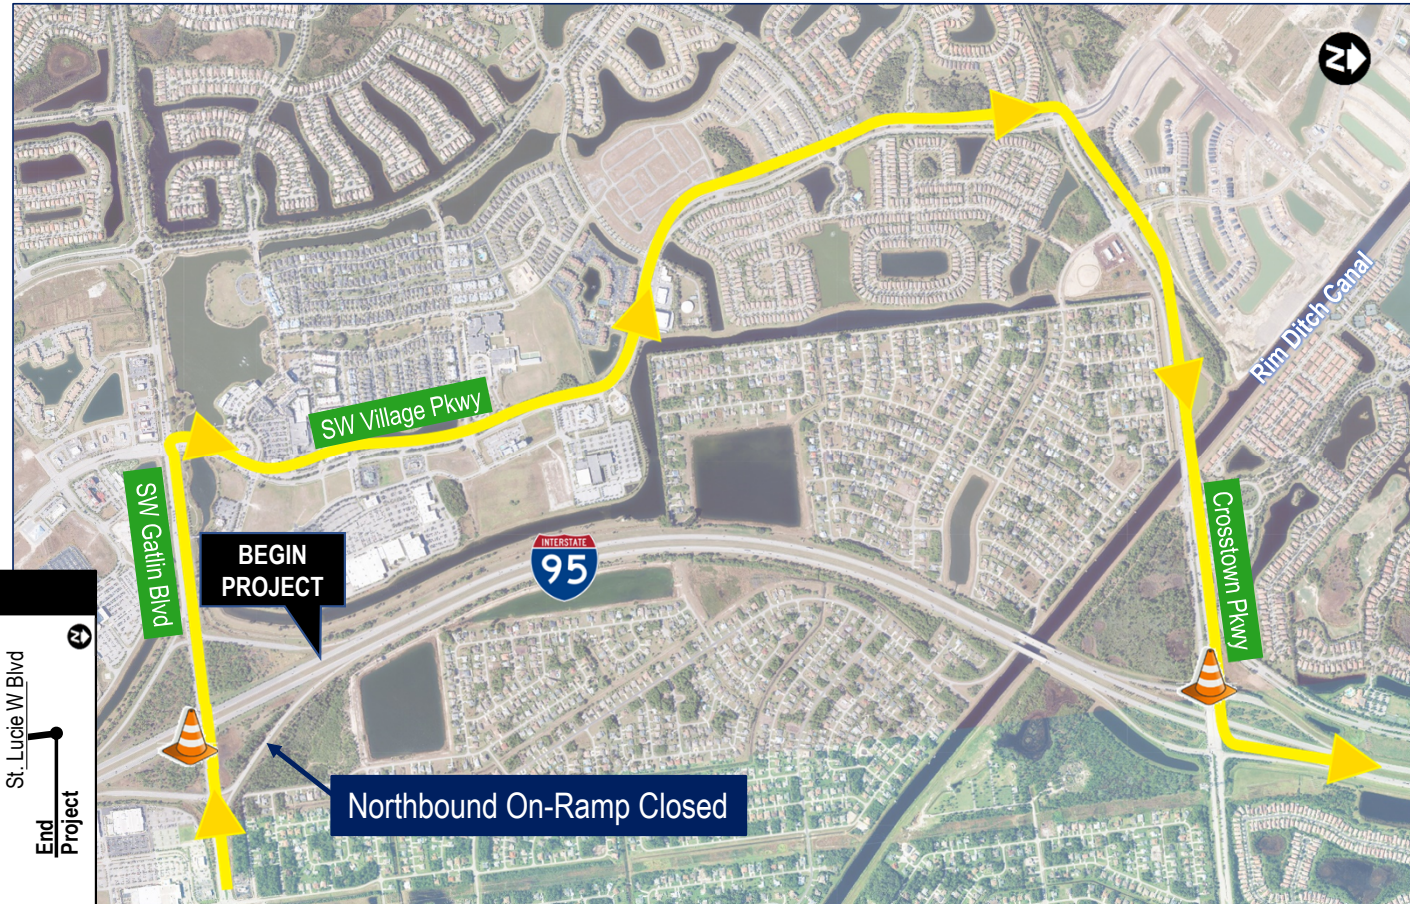 N
Rim Ditch Canal
SW Village Pkwy
SW Gatlin Blvd
BEGIN
PROJECT
INTERSTATE
95
Crosstown Pkwy
Northbound On-Ramp Closed
N
St. Lucie W Blvd
End
Project